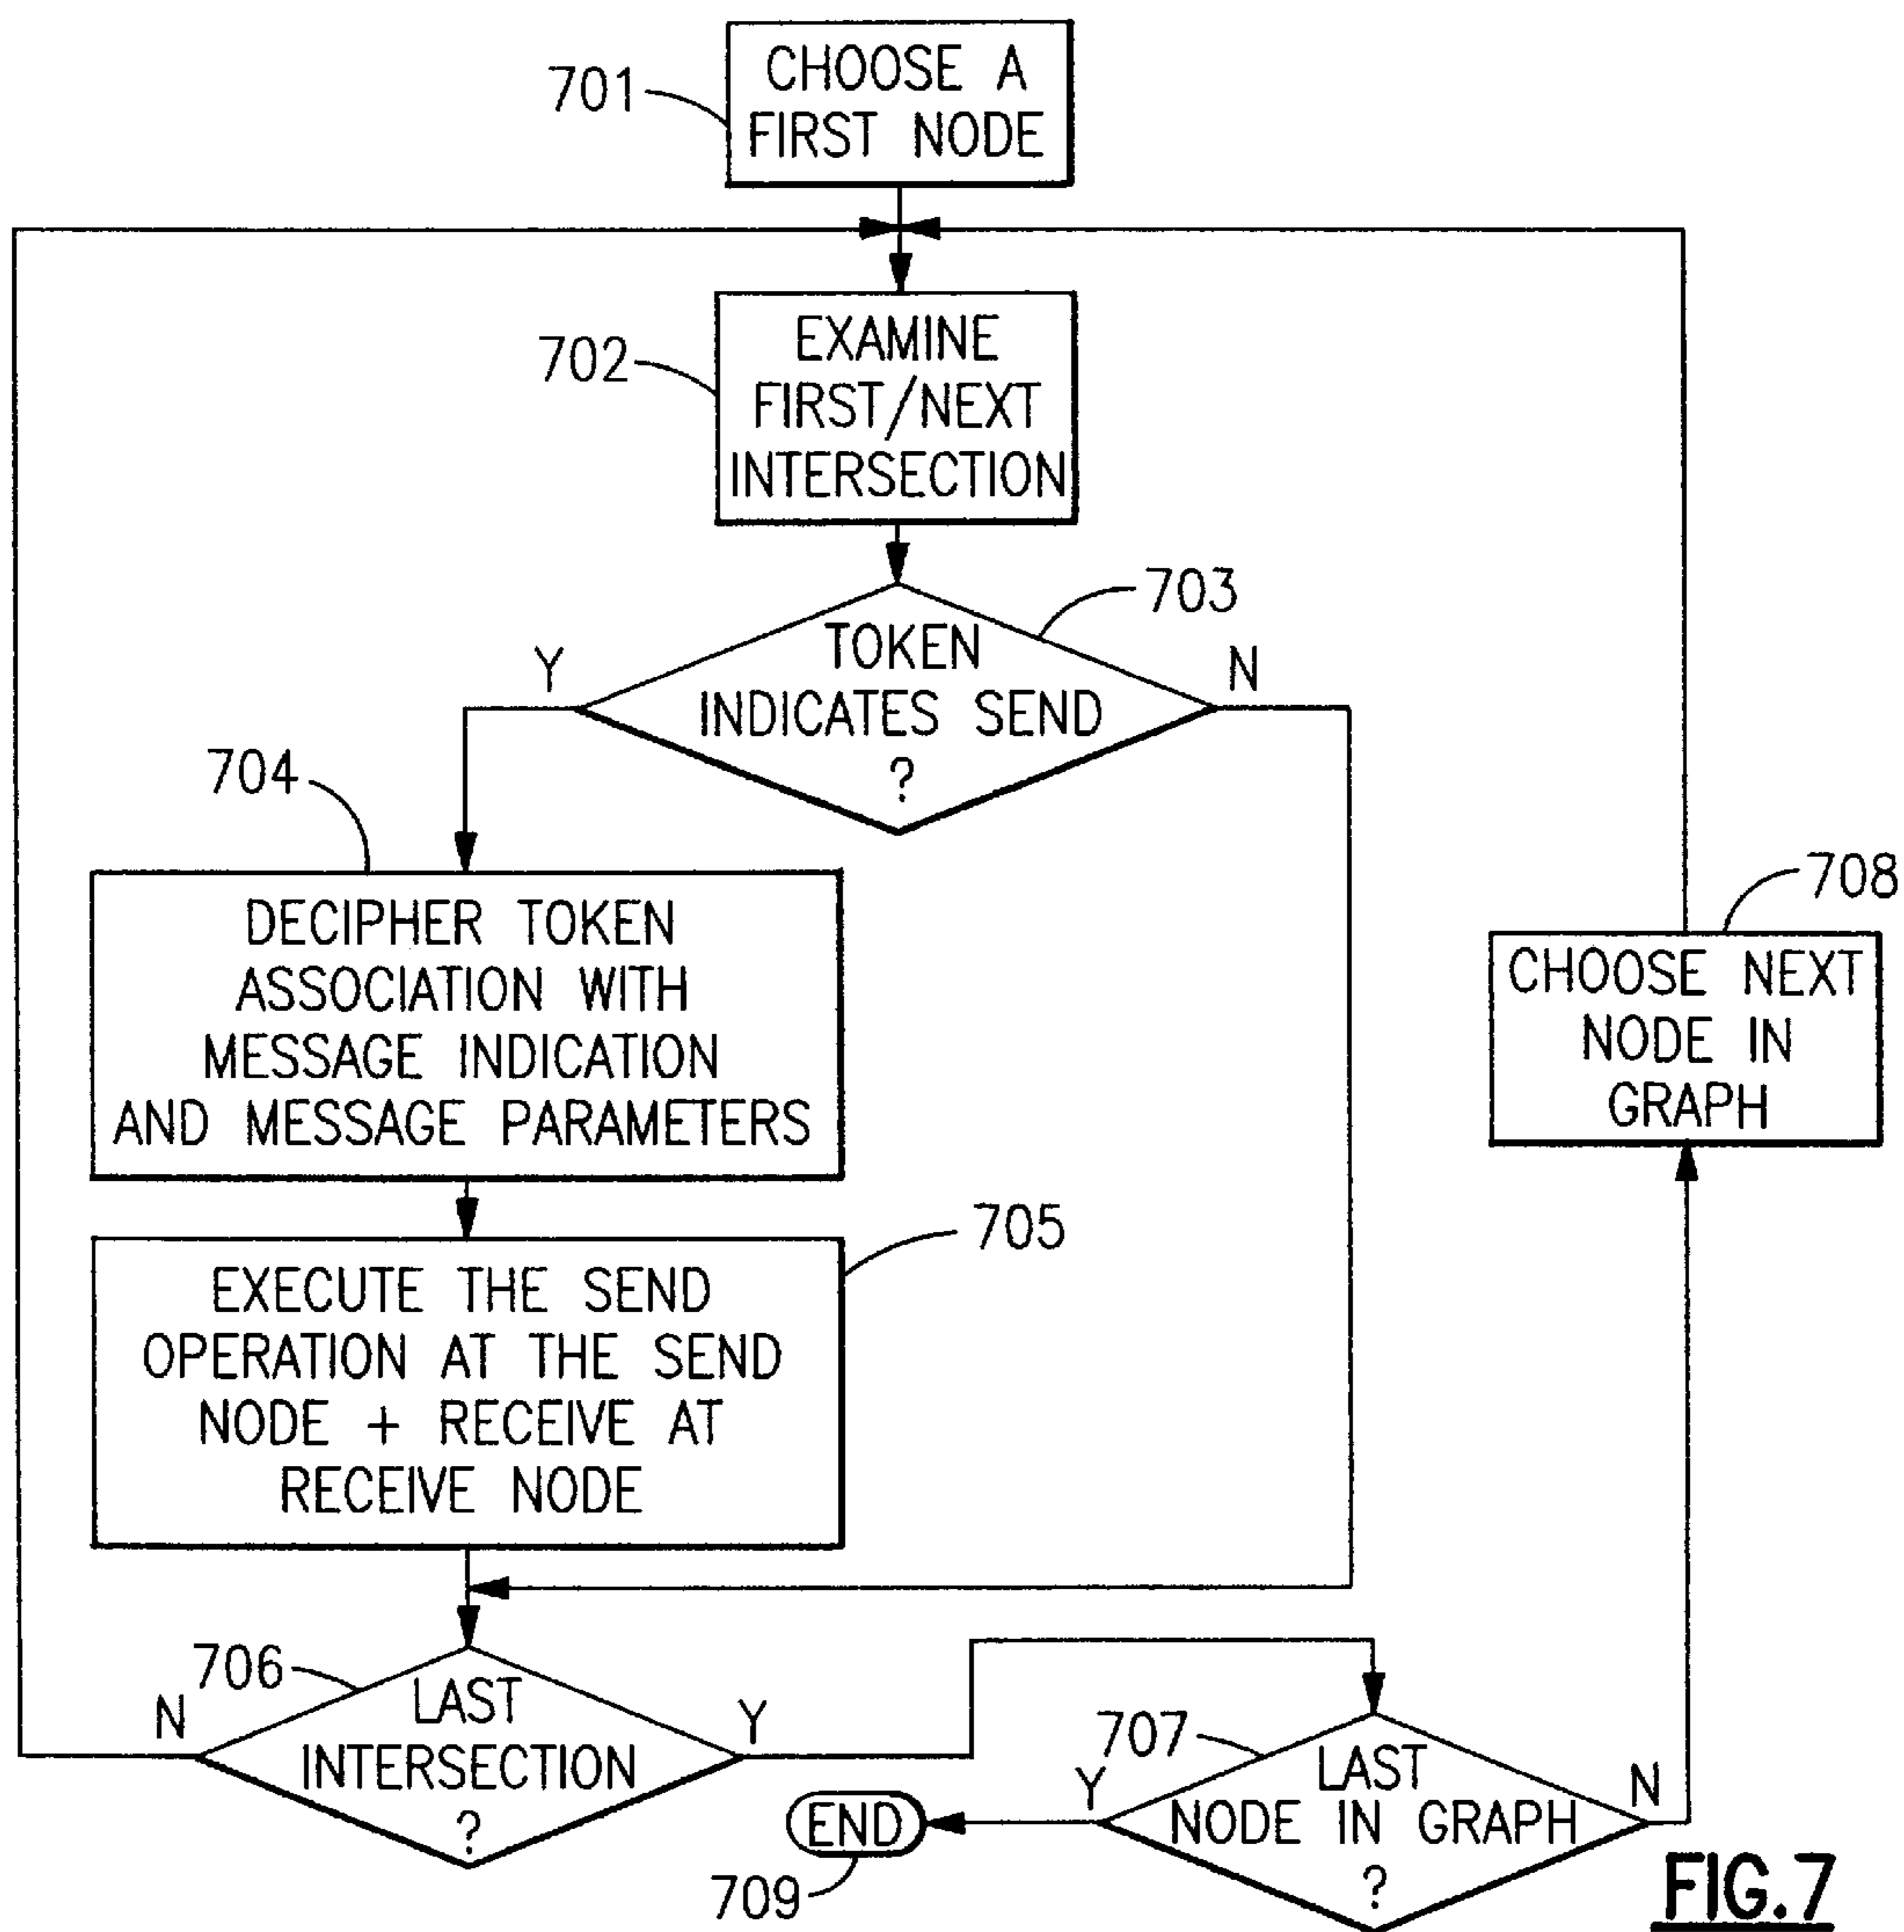 701
CHOOSE A
FIRST NODE
702
EXAMINE
FIRST/NEXT
INTERSECTION
703
TOKEN
INDICATES SEND
?
Y
N
704
DECIPHER TOKEN
ASSOCIATION WITH
MESSAGE INDICATION
AND MESSAGE PARAMETERS
708
CHOOSE NEXT
NODE IN
GRAPH
705
EXECUTE THE SEND
OPERATION AT THE SEND
NODE + RECEIVE AT
RECEIVE NODE
706
LAST
INTERSECTION
?
N
Y
707
LAST
NODE IN GRAPH
?
Y
N
END
709
FIG.7